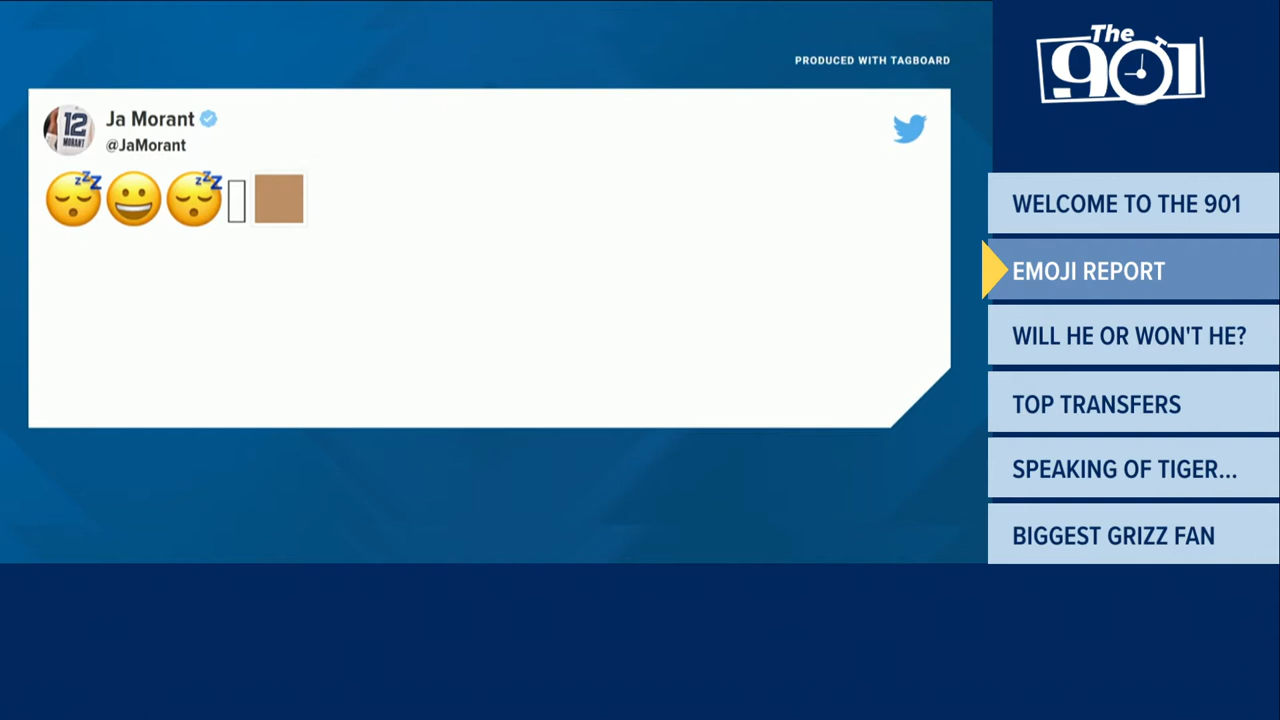 PRODUCED WITH TAGBOARD
The
901
12
MORANT
Ja Morant
@JaMorant
😴😀😴▯🏽
WELCOME TO THE 901
EMOJI REPORT
WILL HE OR WON'T HE?
TOP TRANSFERS
SPEAKING OF TIGER...
BIGGEST GRIZZ FAN